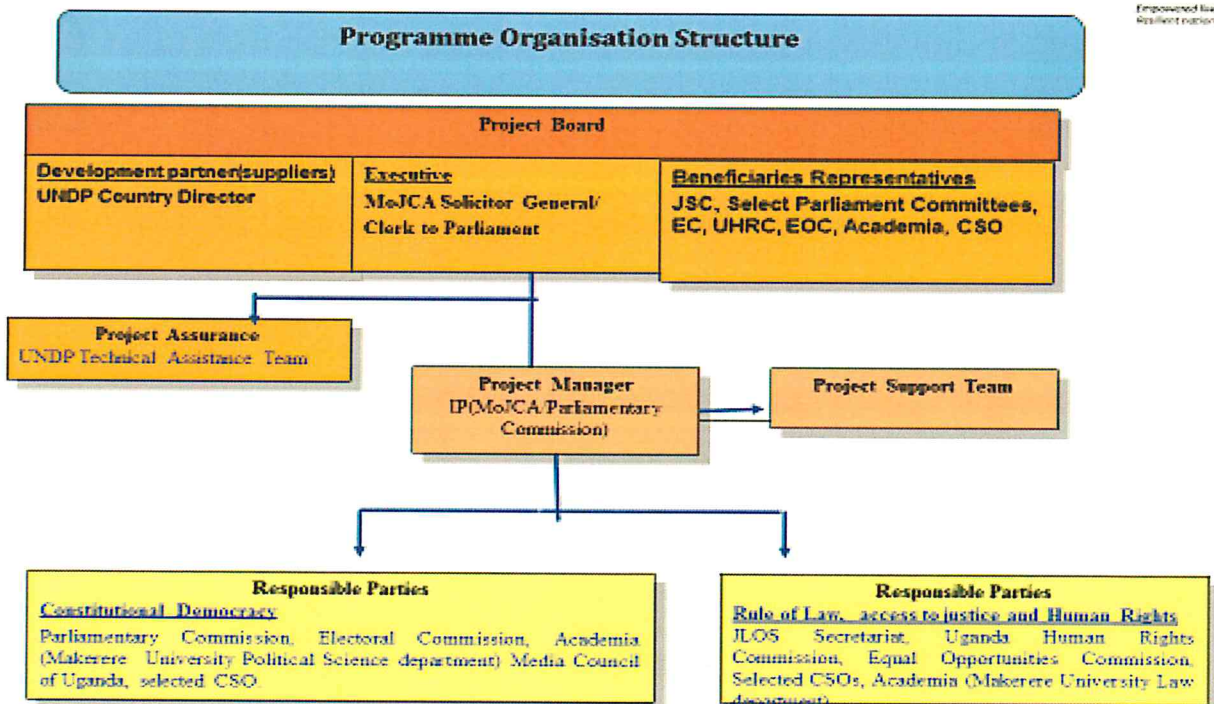 Empowered
Resilient nation
Programme Organisation Structure
Project Board
Development partner(suppliers)
UNDP Country Director
Executive
MoJCA Solicitor General/
Clerk to Parliament
Beneficiaries Representatives
JSC, Select Parliament Committees,
EC, UHRC, EOC, Academia, CSO
Project Assurance
UNDP Technical Assistance Team
Project Manager
IP(MoJCA/Parliamentary
Commission)
Project Support Team
Responsible Parties
Constitutional Democracy
Parliamentary Commission, Electoral Commission, Academia
(Makerere University Political Science department) Media Council
of Uganda, selected CSO.
Responsible Parties
Rule of Law, access to justice and Human Rights
JLOS Secretariat, Uganda Human Rights
Commission, Equal Opportunities Commission,
Selected CSOs, Academia (Makerere University Law
department)